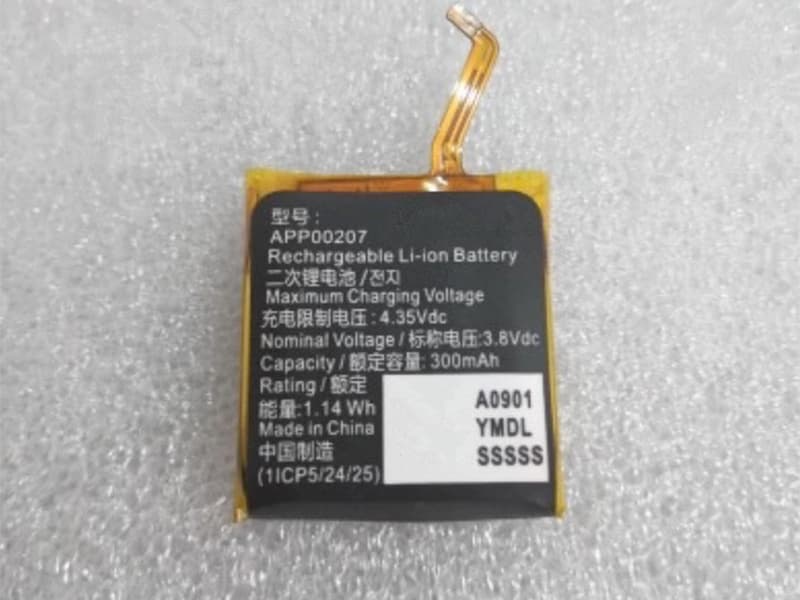 型号：
APP00207
Rechargeable Li-ion Battery
二次锂电池 /전지
Maximum Charging Voltage
充电限制电压 : 4.35Vdc
Nominal Voltage / 标称电压:3.8Vdc
Capacity / 额定容量: 300mAh
Rating / 额定
能量:1.14 Wh
Made in China
中国制造
(1ICP5/24/25)
A0901
YMDL
SSSSS